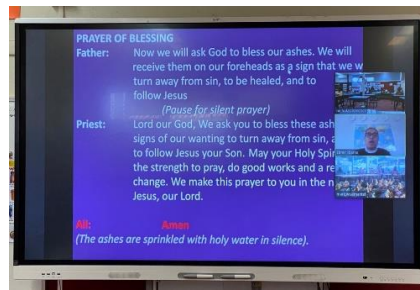 PRAYER OF BLESSING
Father: Now we will ask God to bless our ashes. We will
receive them on our foreheads as a sign that we w
turn away from sin, to be healed, and to
follow Jesus
(Pause for silent prayer)
Priest: Lord our God, We ask you to bless these ash
signs of our wanting to turn away from sin, a
to follow Jesus your Son. May your Holy Spir
the strength to pray, do good works and a re
change. We make this prayer to you in the n
Jesus, our Lord.
All: Amen
(The ashes are sprinkled with holy water in silence).